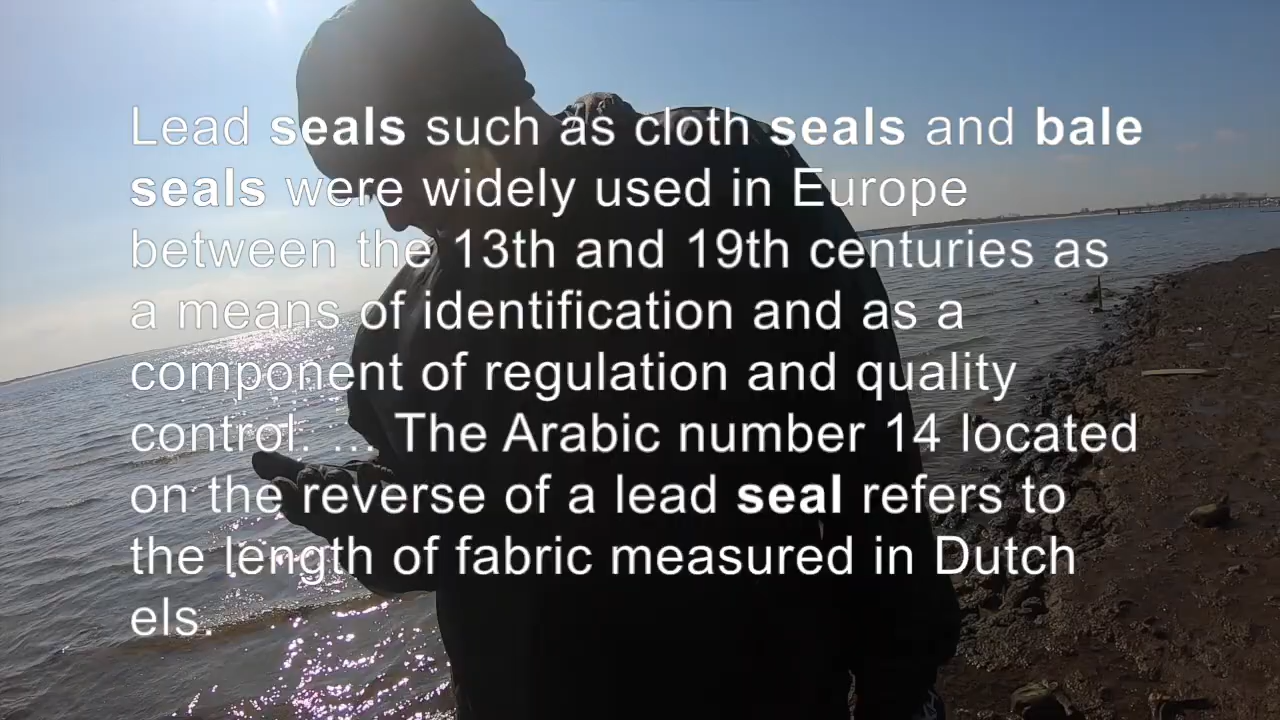 Lead seals such as cloth seals and bale
seals were widely used in Europe
between the 13th and 19th centuries as
a means of identification and as a
component of regulation and quality
control. ... The Arabic number 14 located
on the reverse of a lead seal refers to
the length of fabric measured in Dutch
els.